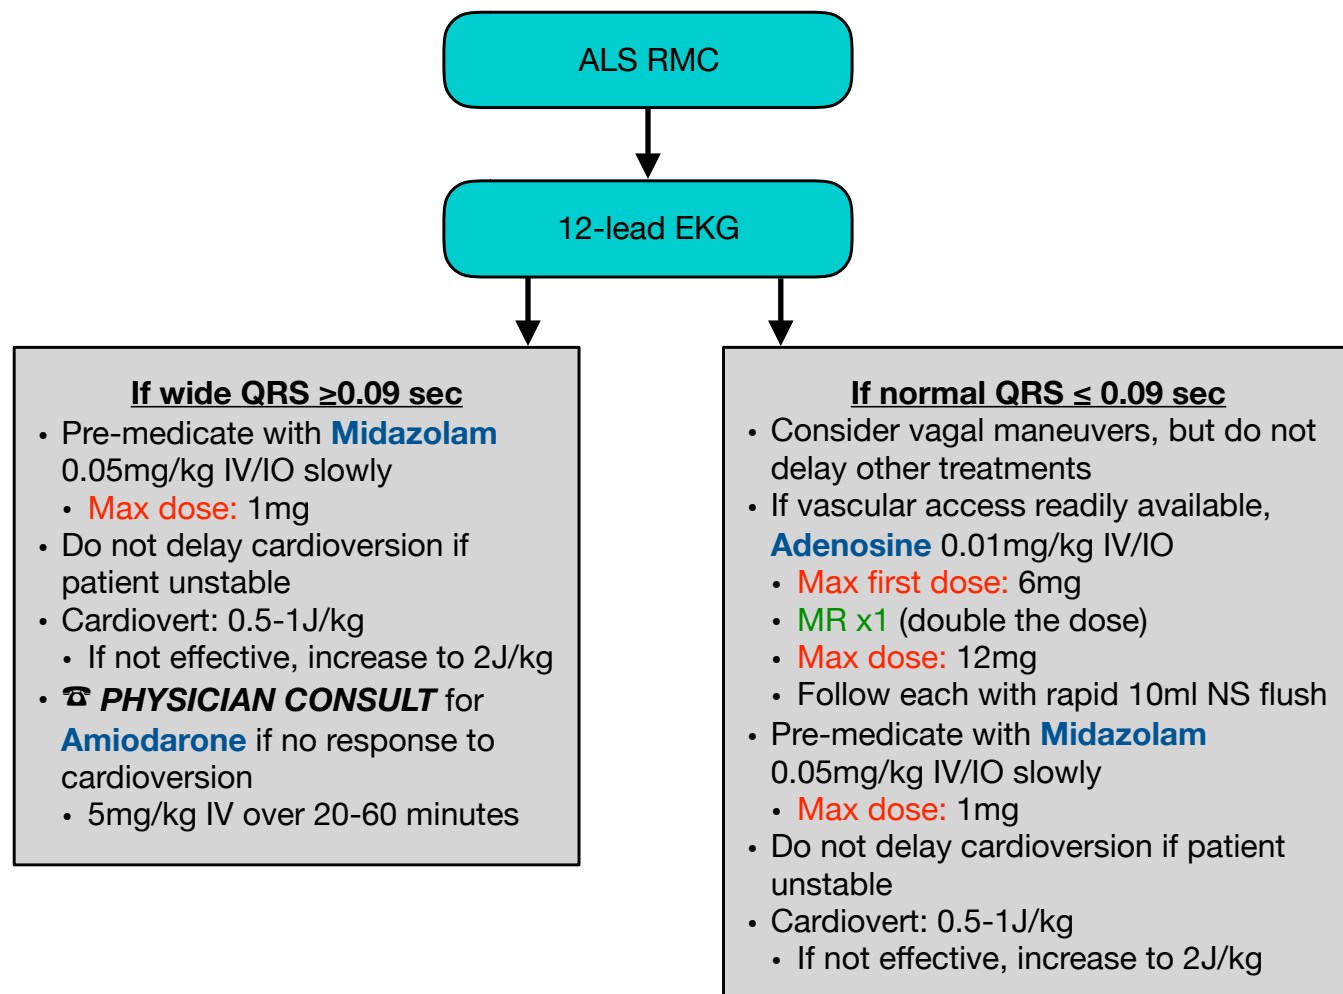 ALS RMC
12-lead EKG
If wide QRS ≥0.09 sec
• Pre-medicate with Midazolam
0.05mg/kg IV/IO slowly
• Max dose: 1mg
• Do not delay cardioversion if
patient unstable
• Cardiovert: 0.5-1J/kg
• If not effective, increase to 2J/kg
• ☎ PHYSICIAN CONSULT for
Amiodarone if no response to
cardioversion
• 5mg/kg IV over 20-60 minutes
If normal QRS ≤ 0.09 sec
• Consider vagal maneuvers, but do not
delay other treatments
• If vascular access readily available,
Adenosine 0.01mg/kg IV/IO
• Max first dose: 6mg
• MR x1 (double the dose)
• Max dose: 12mg
• Follow each with rapid 10ml NS flush
• Pre-medicate with Midazolam
0.05mg/kg IV/IO slowly
• Max dose: 1mg
• Do not delay cardioversion if patient
unstable
• Cardiovert: 0.5-1J/kg
• If not effective, increase to 2J/kg